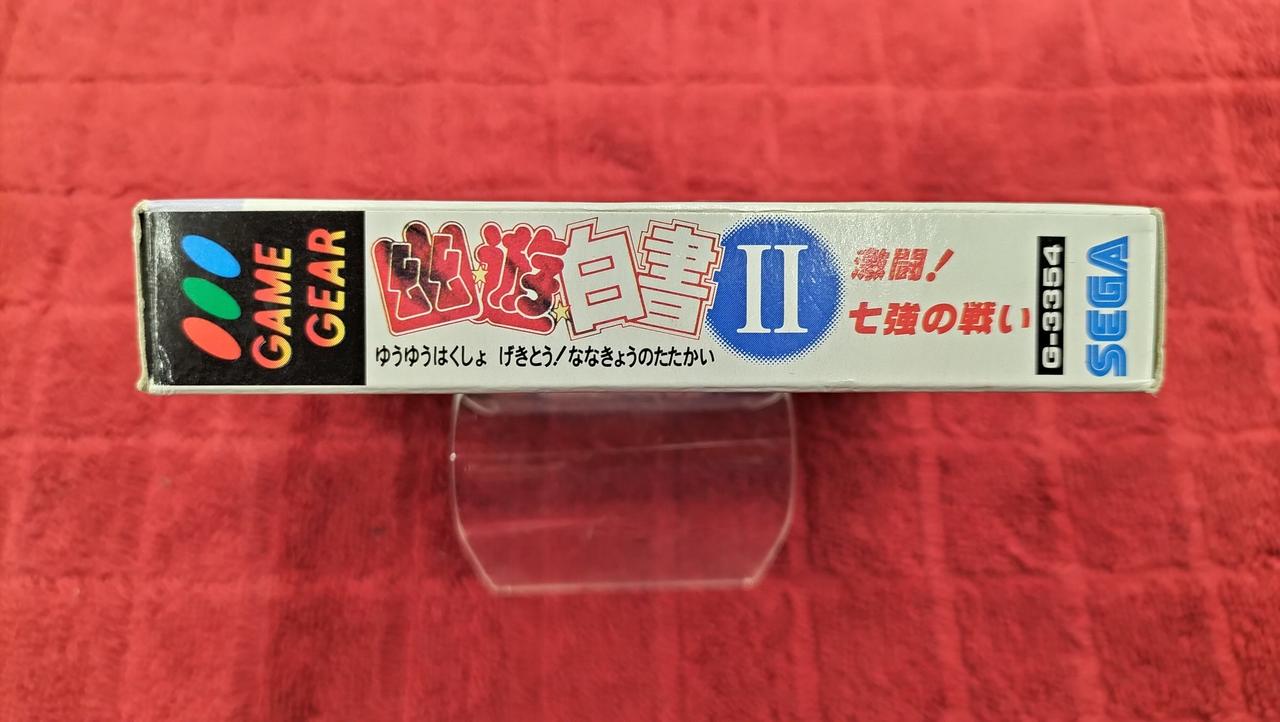 GAME
GEAR
幽☆遊☆白書 II
激闘!
七強の戦い
ゆうゆうはくしょ げきとう!ななきょうのたたかい
G-3354
SEGA